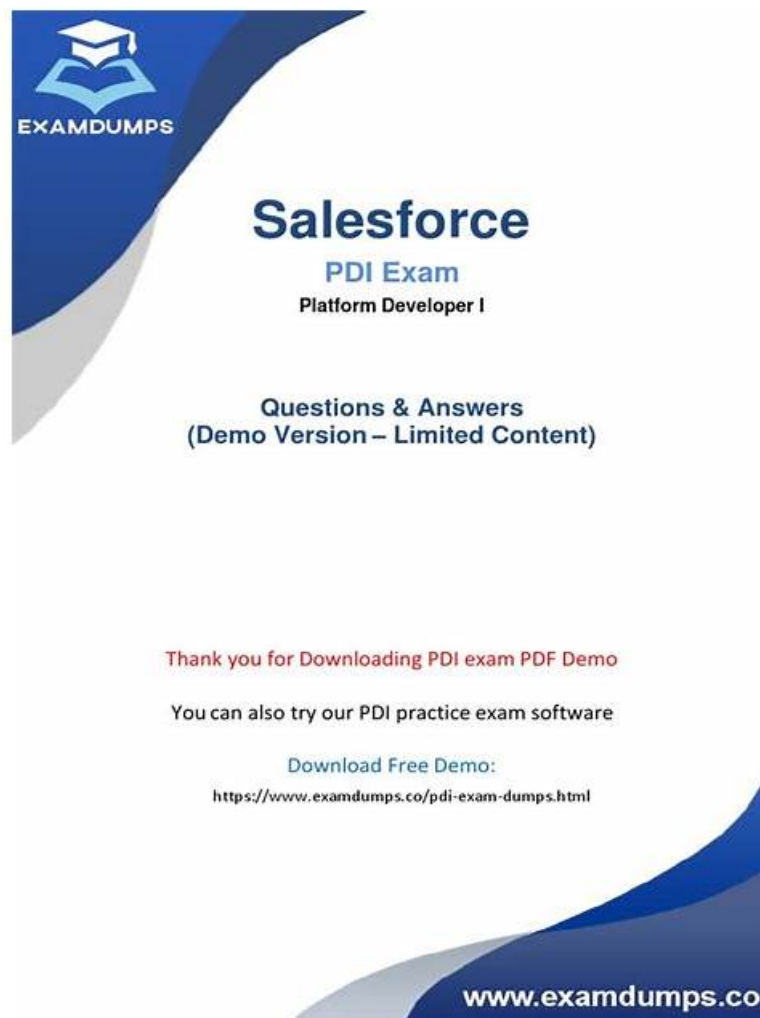 EXAMDUMPS
Salesforce
PDI Exam
Platform Developer I
Questions & Answers
(Demo Version – Limited Content)
Thank you for Downloading PDI exam PDF Demo
You can also try our PDI practice exam software
Download Free Demo:
https://www.examdumps.co/pdi-exam-dumps.html
www.examdumps.co